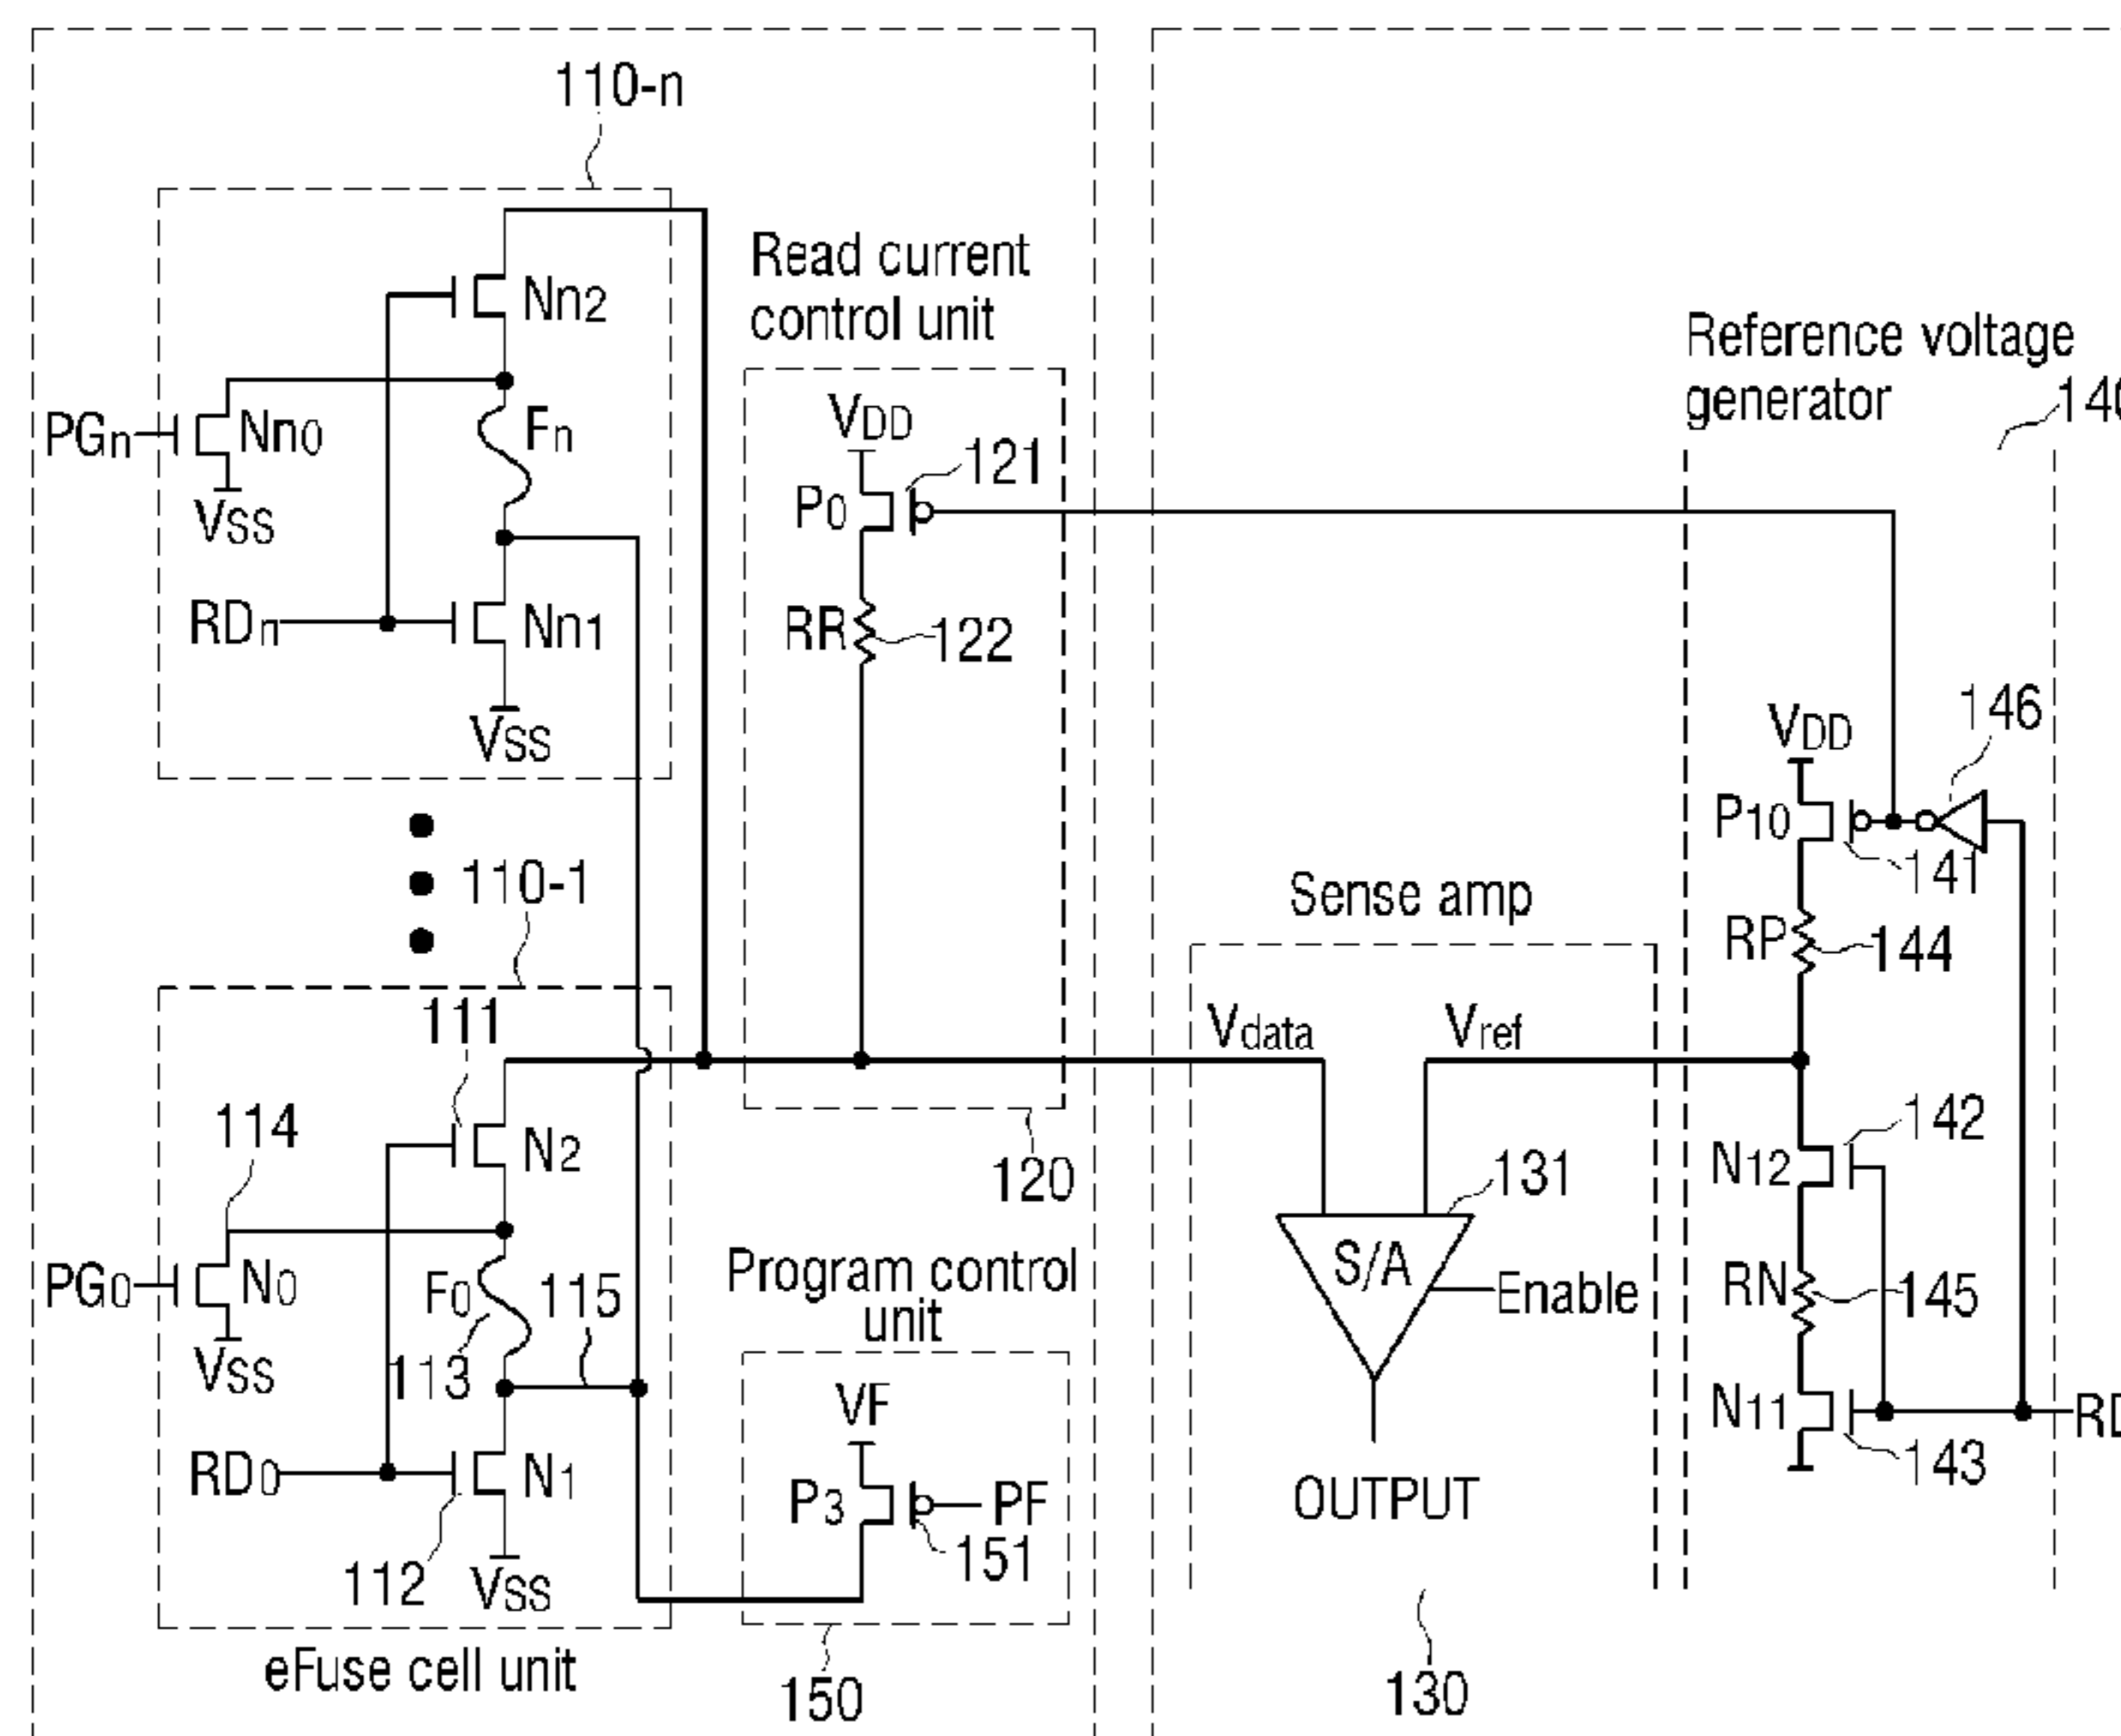 110-n
Nn2
PGn
Nn0
Fn
VSS
RDn
Nn1
VSS
Read current
control unit
VDD
121
P0
RR
122
120
Reference voltage
generator
VDD
146
P10
141
RP
144
142
N12
RN
145
N11
143
110-1
111
114
N2
PG0
N0
F0
115
VSS
113
RD0
N1
112
VSS
eFuse cell unit
Program control
unit
VF
P3
PF
151
150
Sense amp
Vdata
Vref
131
S/A
Enable
OUTPUT
130